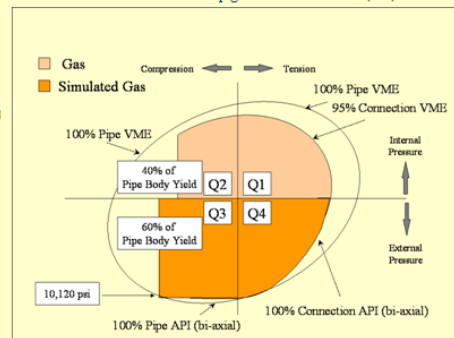 Gas
Simulated Gas
Compression
Tension
100% Pipe VME
95% Connection VME
100% Pipe VME
Internal
Pressure
40% of
Pipe Body Yield
Q2
Q1
Q3
Q4
60% of
Pipe Body Yield
External
Pressure
10,120 psi
100% Connection API (bi-axial)
100% Pipe API (bi-axial)